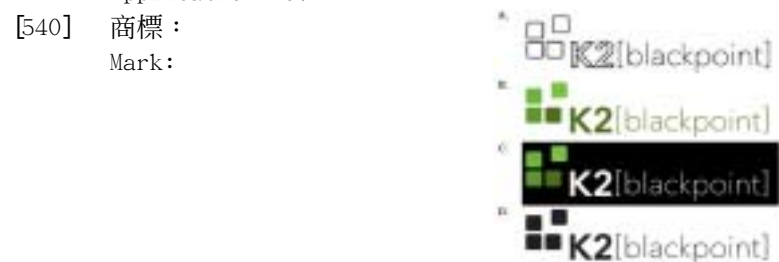 [540] 商標：
Mark:
A.
K2[blackpoint]
B.
K2[blackpoint]
C.
K2[blackpoint]
D.
K2[blackpoint]